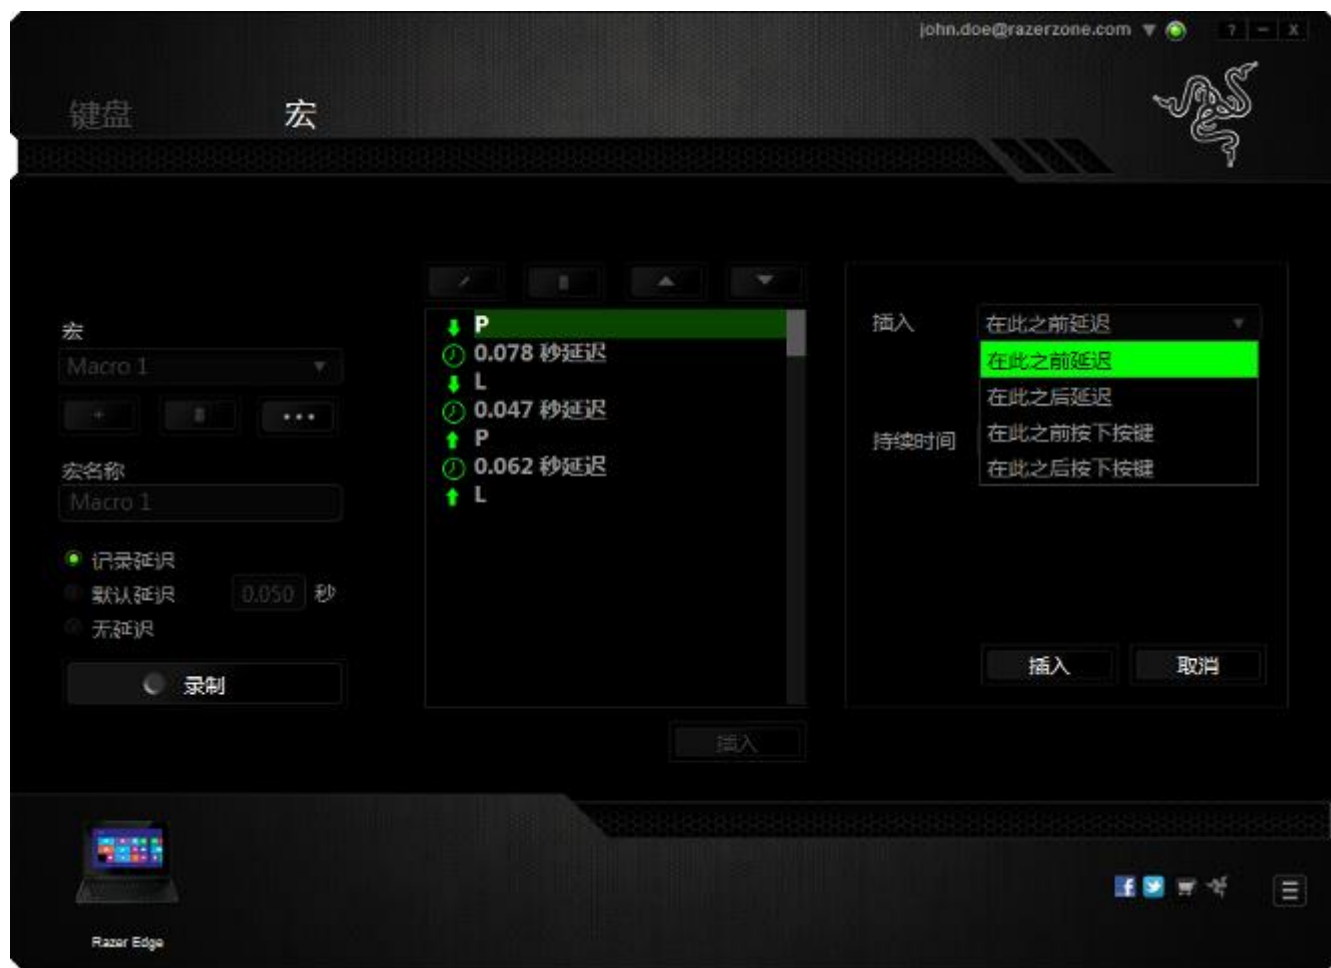 john.doe@razerzone.com
? – X
键盘
宏
宏
Macro 1
宏名称
Macro 1
记录延迟
默认延迟 0.050 秒
无延迟
录制
P
0.078 秒延迟
L
0.047 秒延迟
P
0.062 秒延迟
L
插入
插入 在此之前延迟
在此之前延迟
在此之后延迟
在此之前按下按键
在此之后按下按键
持续时间
插入 取消
Razer Edge